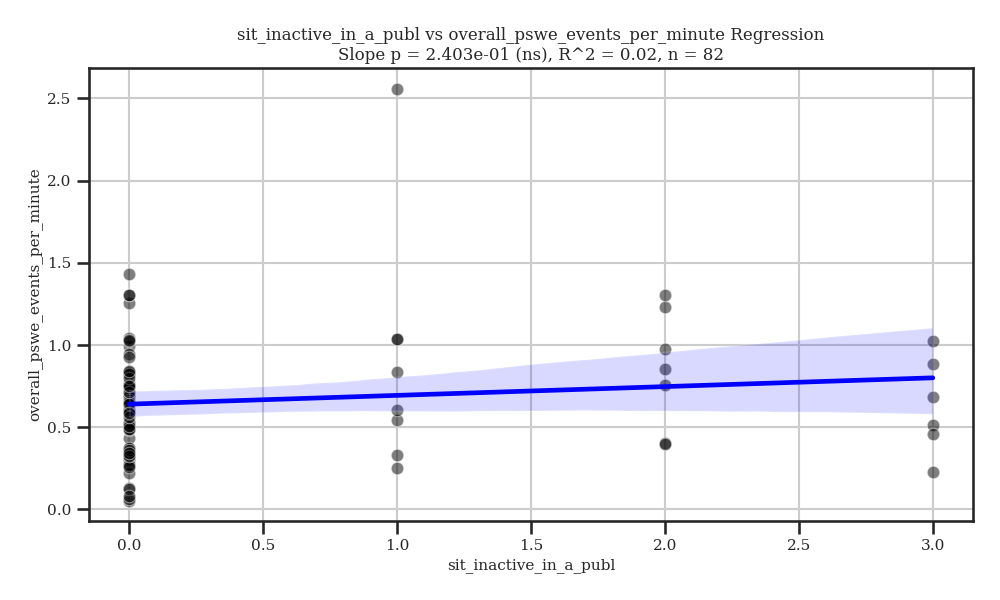 sit_inactive_in_a_publ vs overall_pswe_events_per_minute Regression
Slope p = 2.403e-01 (ns), R^2 = 0.02, n = 82
overall_pswe_events_per_minute
2.5
2.0
1.5
1.0
0.5
0.0
0.0 0.5 1.0 1.5 2.0 2.5 3.0
sit_inactive_in_a_publ